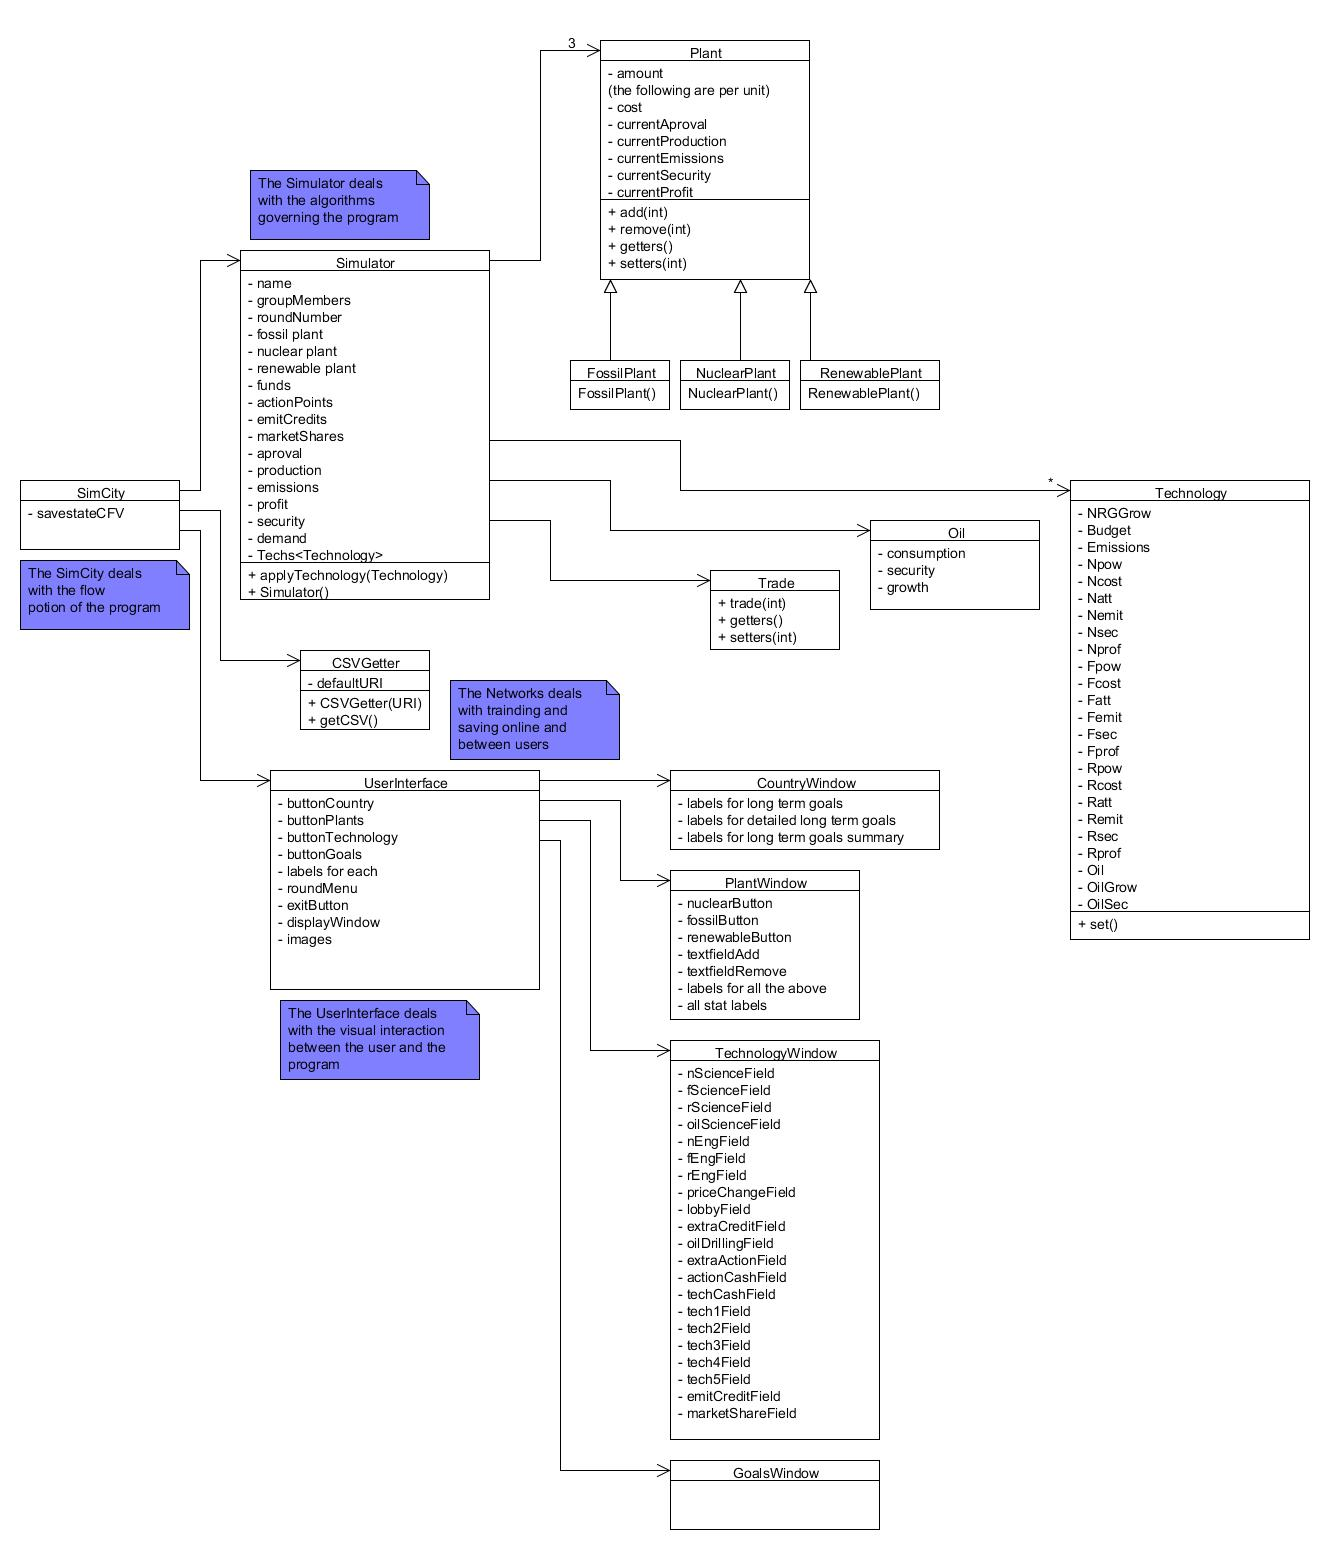 3
Plant
- amount
(the following are per unit)
- cost
- currentAproval
- currentProduction
- currentEmissions
- currentSecurity
- currentProfit
+ add(int)
+ remove(int)
+ getters()
+ setters(int)
The Simulator deals
with the algorithms
governing the program
Simulator
- name
- groupMembers
- roundNumber
- fossil plant
- nuclear plant
- renewable plant
- funds
- actionPoints
- emitCredits
- marketShares
- aproval
- production
- emissions
- profit
- security
- demand
- Techs<Technology>
+ applyTechnology(Technology)
+ Simulator()
FossilPlant
FossilPlant()
NuclearPlant
NuclearPlant()
RenewablePlant
RenewablePlant()
SimCity
- savestateCFV
The SimCity deals
with the flow
potion of the program
*
Technology
- NRGGrow
- Budget
- Emissions
- Npow
- Ncost
- Natt
- Nemit
- Nsec
- Nprof
- Fpow
- Fcost
- Fatt
- Femit
- Fsec
- Fprof
- Rpow
- Rcost
- Ratt
- Remit
- Rsec
- Rprof
- Oil
- OilGrow
- OilSec
+ set()
Oil
- consumption
- security
- growth
Trade
+ trade(int)
+ getters()
+ setters(int)
CSVGetter
- defaultURI
+ CSVGetter(URI)
+ getCSV()
The Networks deals
with trainding and
saving online and
between users
UserInterface
- buttonCountry
- buttonPlants
- buttonTechnology
- buttonGoals
- labels for each
- roundMenu
- exitButton
- displayWindow
- images
The UserInterface deals
with the visual interaction
between the user and the
program
CountryWindow
- labels for long term goals
- labels for detailed long term goals
- labels for long term goals summary
PlantWindow
- nuclearButton
- fossilButton
- renewableButton
- textfieldAdd
- textfieldRemove
- labels for all the above
- all stat labels
TechnologyWindow
- nScienceField
- fScienceField
- rScienceField
- oilScienceField
- nEngField
- fEngField
- rEngField
- priceChangeField
- lobbyField
- extraCreditField
- oilDrillingField
- extraActionField
- actionCashField
- techCashField
- tech1Field
- tech2Field
- tech3Field
- tech4Field
- tech5Field
- emitCreditField
- marketShareField
GoalsWindow